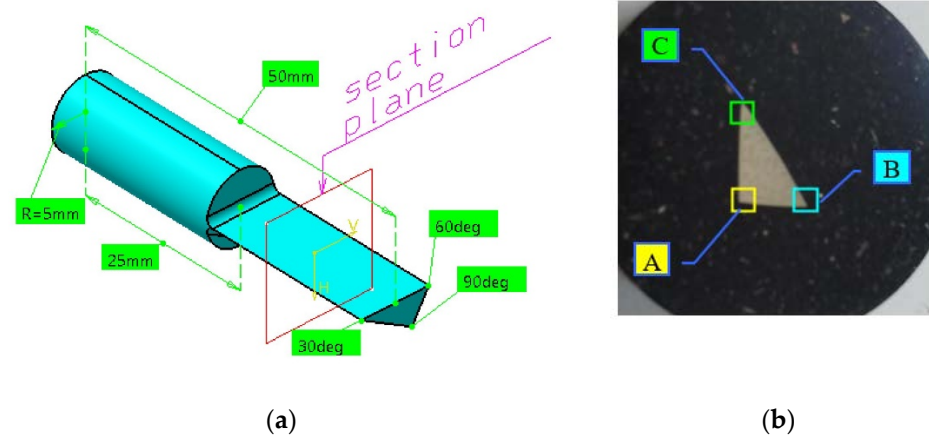 50mm
section
plane
R=5mm
25mm
V
H
60deg
90deg
30deg
C
B
A
(a)
(b)